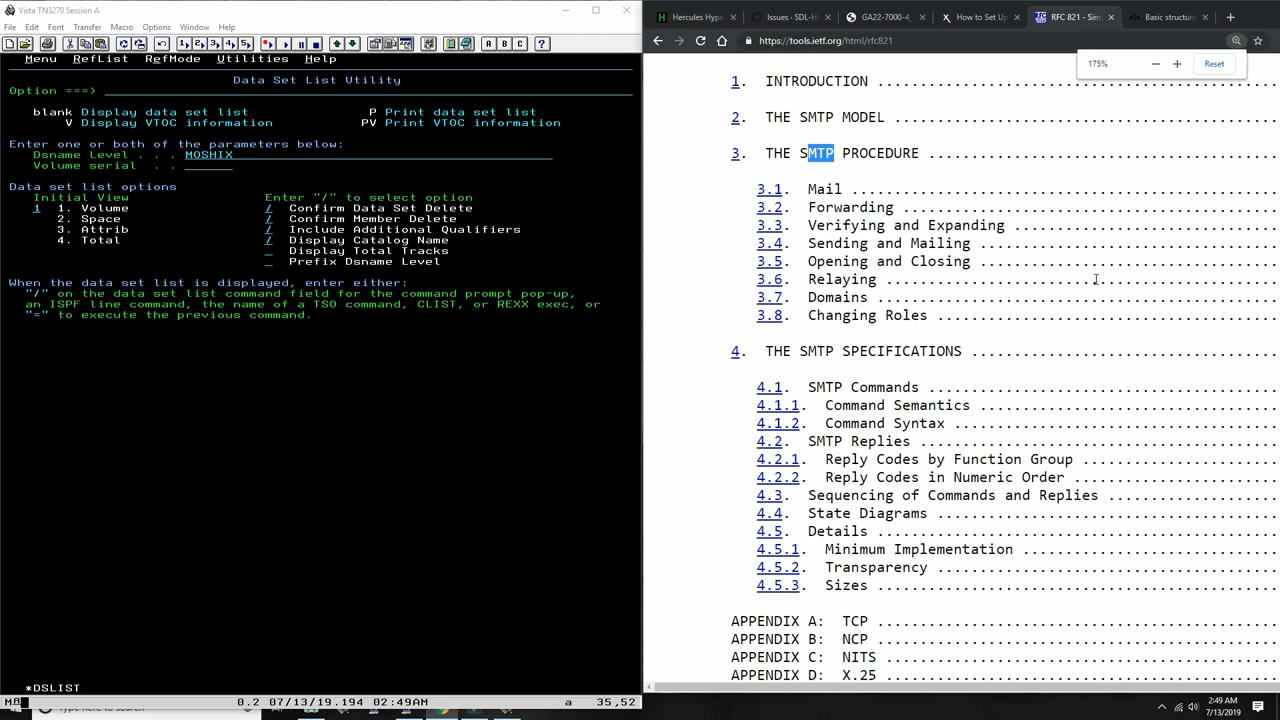 Vista TN3270 Session A
File Edit Font Transfer Macro Options Window Help
A B C
Menu RefList RefMode Utilities Help
Data Set List Utility
Option ===>
blank Display data set list P Print data set list
V Display VTOC information PV Print VTOC information
Enter one or both of the parameters below:
Dsname Level . . . MOSHIX
Volume serial . .
Data set list options
Initial View Enter "/" to select option
1 1. Volume / Confirm Data Set Delete
2. Space / Confirm Member Delete
3. Attrib / Include Additional Qualifiers
4. Total / Display Catalog Name
_ Display Total Tracks
_ Prefix Dsname Level
When the data set list is displayed, enter either:
"/" on the data set list command field for the command prompt pop-up,
an ISPF line command, the name of a TSO command, CLIST, or REXX exec, or
"=" to execute the previous command.
*DSLIST
0.2 07/13/19.194 02:49AM a 35,52
Type here to search
Hercules Hype
Issues · SDL-H
GA22-7000-4_
How to Set Up
RFC 821 - Sim
Basic structure
https://tools.ietf.org/html/rfc821
175% Reset
1. INTRODUCTION
2. THE SMTP MODEL ............................................
3. THE SMTP PROCEDURE ........................................
3.1. Mail ..................................................
3.2. Forwarding ............................................
3.3. Verifying and Expanding ...............................
3.4. Sending and Mailing ...................................
3.5. Opening and Closing ...................................
3.6. Relaying ..............................................
3.7. Domains ...............................................
3.8. Changing Roles ........................................
4. THE SMTP SPECIFICATIONS ...................................
4.1. SMTP Commands .........................................
4.1.1. Command Semantics ...................................
4.1.2. Command Syntax ......................................
4.2. SMTP Replies ..........................................
4.2.1. Reply Codes by Function Group .......................
4.2.2. Reply Codes in Numeric Order ........................
4.3. Sequencing of Commands and Replies ....................
4.4. State Diagrams ........................................
4.5. Details ...............................................
4.5.1. Minimum Implementation ..............................
4.5.2. Transparency ........................................
4.5.3. Sizes ...............................................
APPENDIX A: TCP ..............................................
APPENDIX B: NCP ..............................................
APPENDIX C: NITS .............................................
APPENDIX D: X.25 .............................................
2:49 AM
7/13/2019